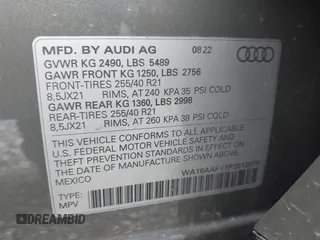 MFD. BY AUDI AG 08/22
GVWR KG 2490, LBS 5489
GAWR FRONT KG 1250, LBS 2756
FRONT-TIRES 255/40 R21
8,5JX21 RIMS, AT 240 KPA 35 PSI COLD
GAWR REAR KG 1360, LBS 2998
REAR-TIRES 255/40 R21
8,5JX21 RIMS, AT 260 KPA 38 PSI COLD
THIS VEHICLE CONFORMS TO ALL APPLICABLE
U.S. FEDERAL MOTOR VEHICLE SAFETY AND
THEFT PREVENTION STANDARDS IN EFFECT ON
THE DATE OF MANUFACTURE SHOWN ABOVE.
MEXICO
TYPE:
MPV
DREAMBID